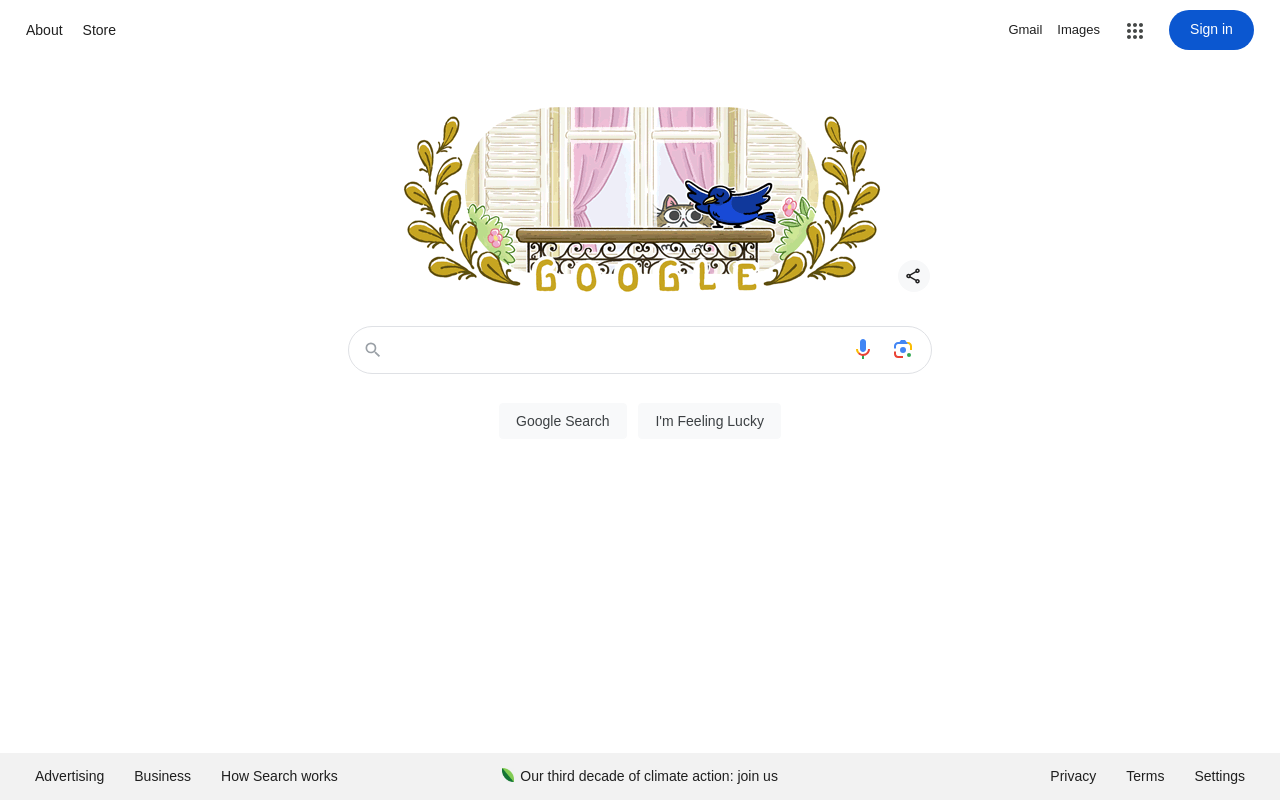 About Store Gmail Images Sign in
GOOGLE
Google Search I'm Feeling Lucky
Advertising Business How Search works Our third decade of climate action: join us Privacy Terms Settings